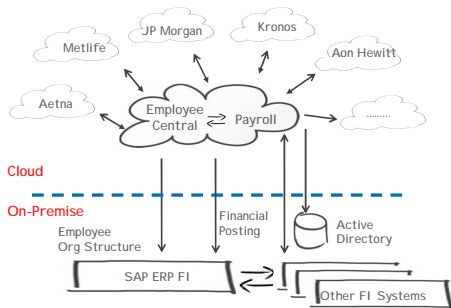 JP Morgan
Kronos
Metlife
Aon Hewitt
Aetna
Employee
Central
Payroll
..........
Cloud
On-Premise
Employee
Org Structure
Financial
Posting
Active
Directory
SAP ERP FI
Other FI Systems